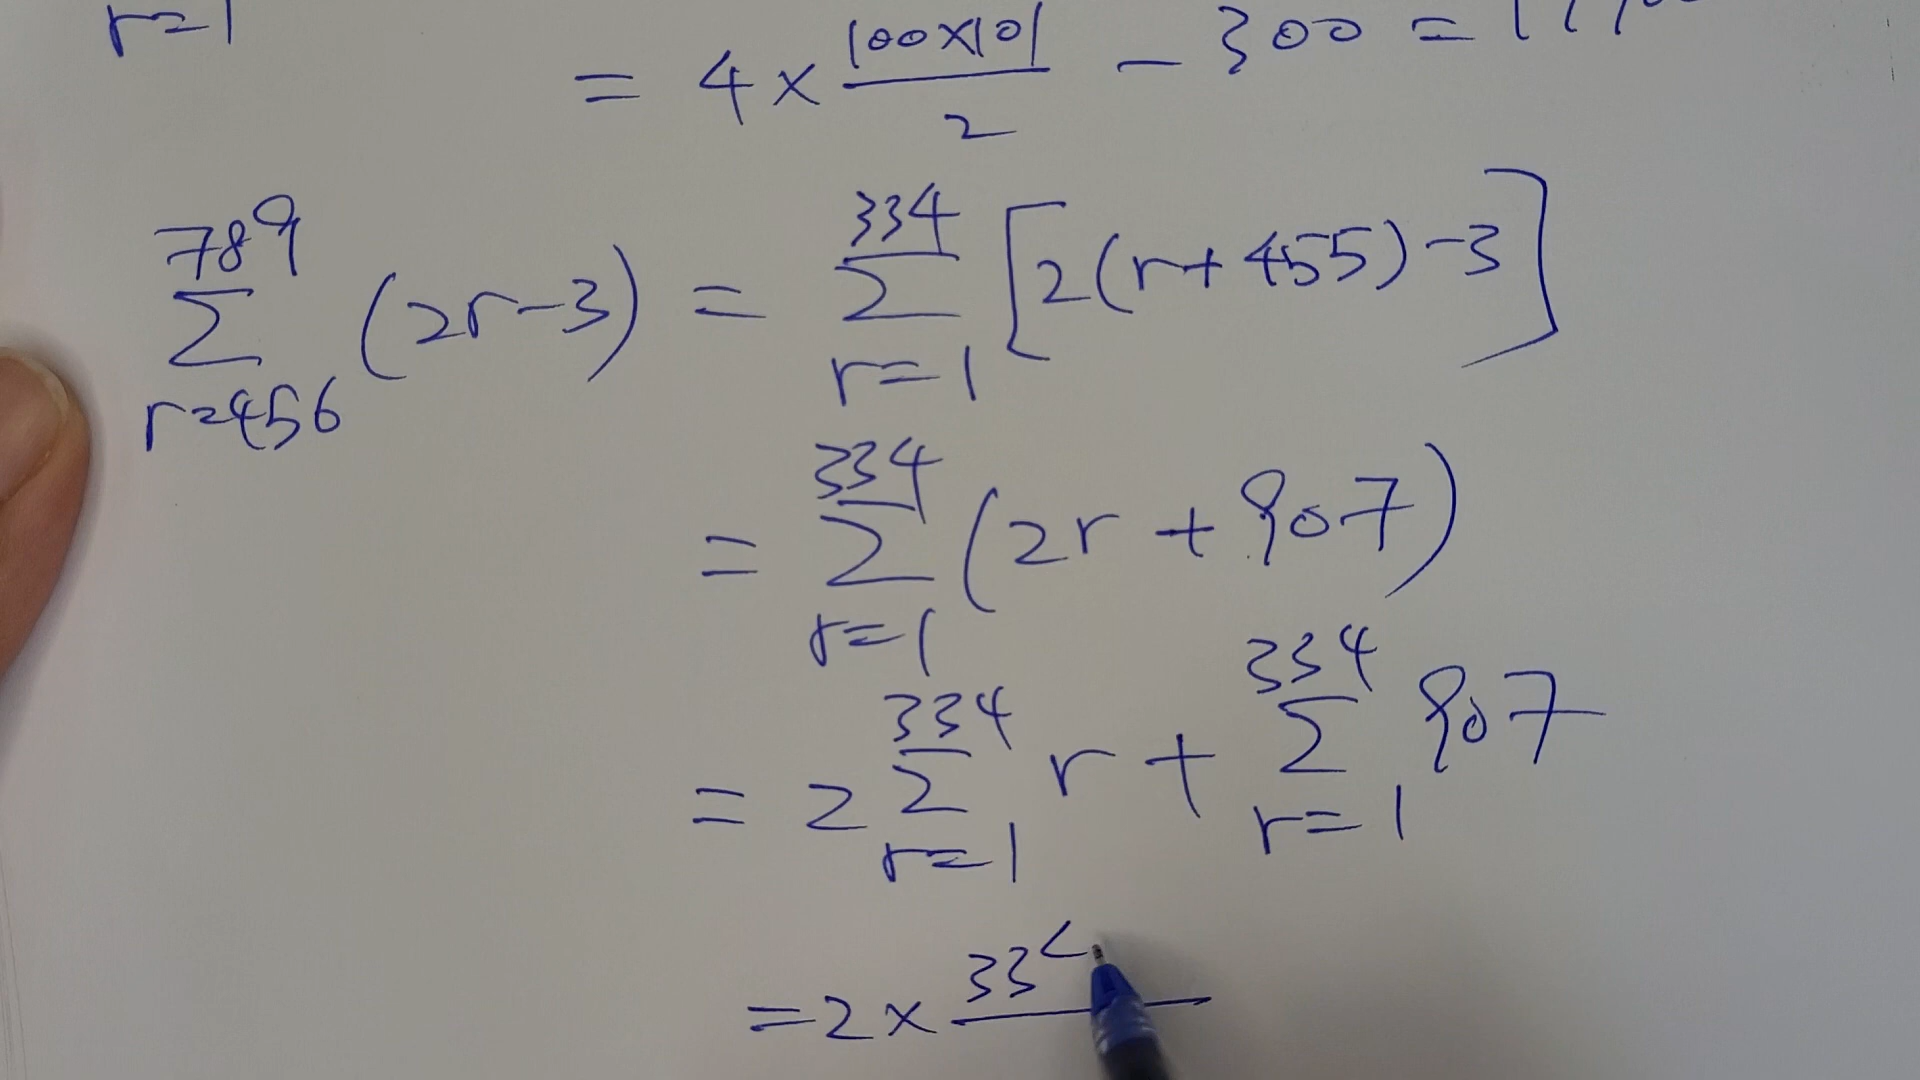 r=1
= 4 × (100×101)/2 − 300 =
∑_{r=456}^{789} (2r−3) = ∑_{r=1}^{334} [2(r+455)−3]
= ∑_{r=1}^{334} (2r + 907)
= 2 ∑_{r=1}^{334} r + ∑_{r=1}^{334} 907
= 2 × 33